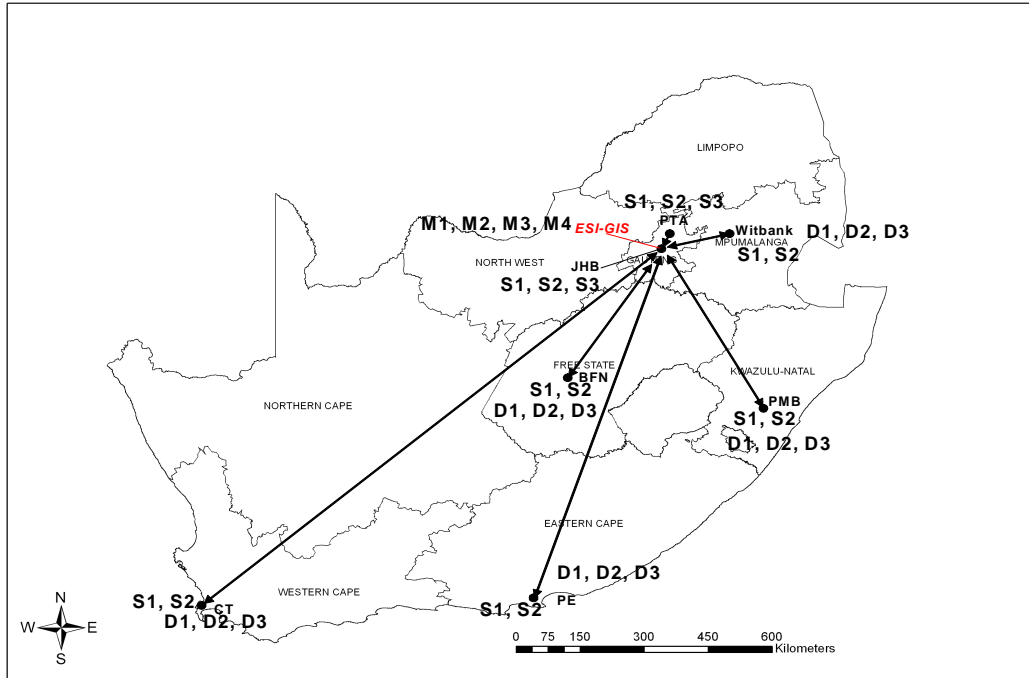 LIMPOPO
S1, S2, S3
PTA
M1, M2, M3, M4
ESI-GIS
Witbank
D1, D2, D3
MPUMALANGA
S1, S2
NORTH WEST
JHB
GAUTENG
S1, S2, S3
FREE STATE
BFN
S1, S2
D1, D2, D3
KWAZULU-NATAL
PMB
S1, S2
D1, D2, D3
NORTHERN CAPE
EASTERN CAPE
D1, D2, D3
PE
S1, S2
WESTERN CAPE
S1, S2
CT
D1, D2, D3
N
W
E
S
0 75 150 300 450 600
Kilometers